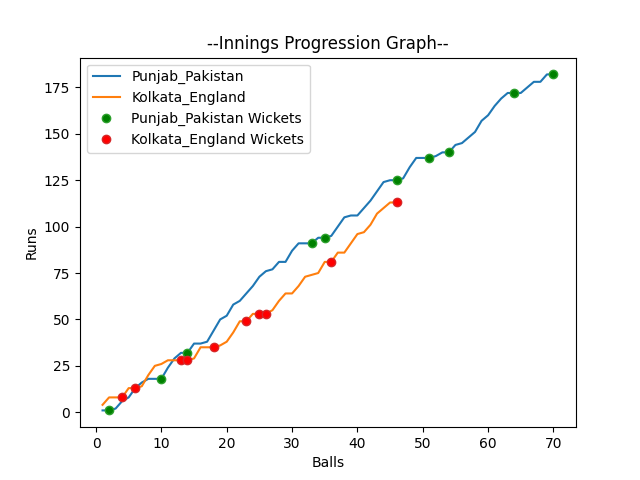 --Innings Progression Graph--
Punjab_Pakistan
Kolkata_England
Punjab_Pakistan Wickets
Kolkata_England Wickets
Runs
175
150
125
100
75
50
25
0
0 10 20 30 40 50 60 70
Balls